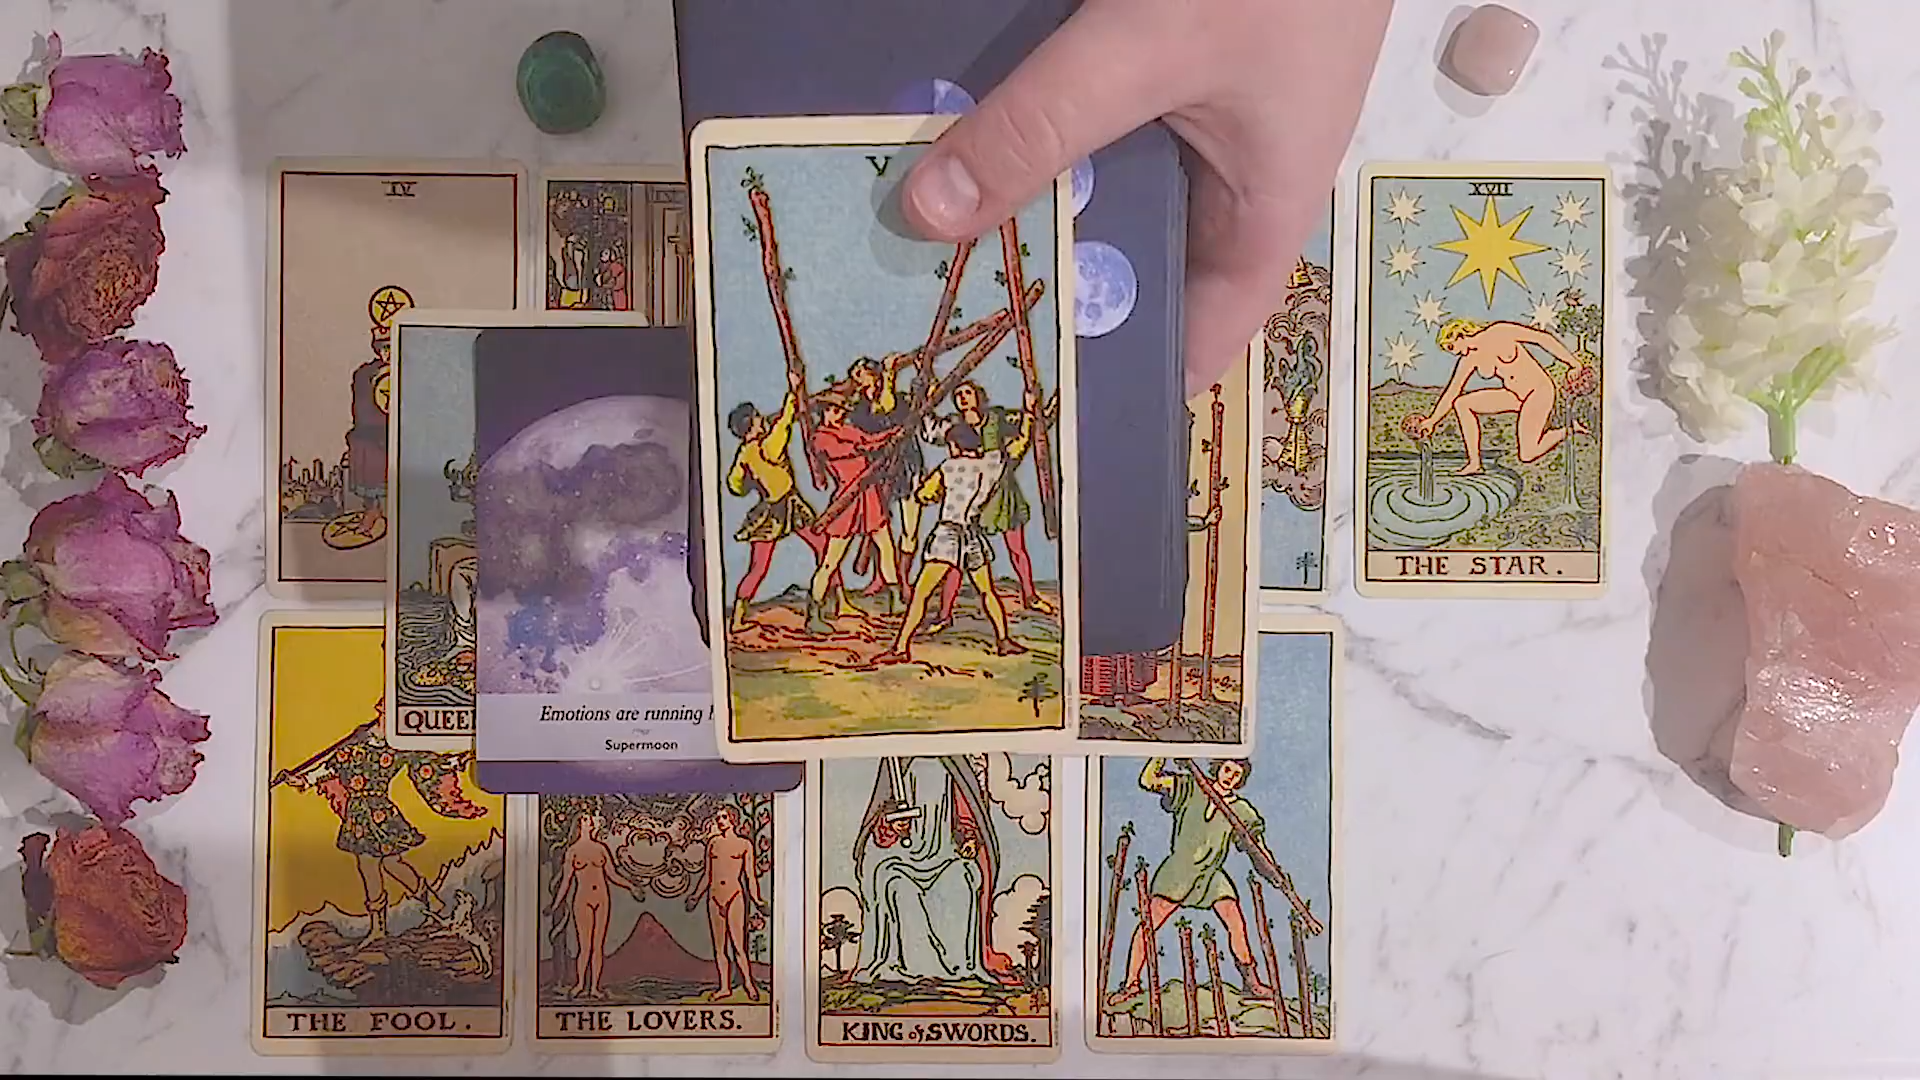 IV
V
XVII
THE STAR.
QUEE
Emotions are running
Supermoon
THE FOOL.
THE LOVERS.
KING of SWORDS.